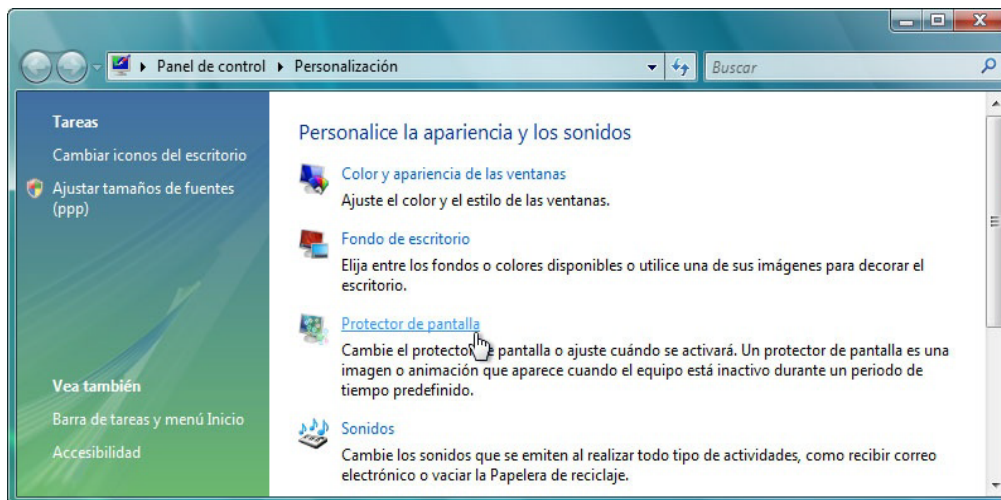 Panel de control Personalización
Buscar
Tareas
Cambiar iconos del escritorio
Ajustar tamaños de fuentes
(ppp)
Vea también
Barra de tareas y menú Inicio
Accesibilidad
Personalice la apariencia y los sonidos
Color y apariencia de las ventanas
Ajuste el color y el estilo de las ventanas.
Fondo de escritorio
Elija entre los fondos o colores disponibles o utilice una de sus imágenes para decorar el
escritorio.
Protector de pantalla
Cambie el protector de pantalla o ajuste cuándo se activará. Un protector de pantalla es una
imagen o animación que aparece cuando el equipo está inactivo durante un periodo de
tiempo predefinido.
Sonidos
Cambie los sonidos que se emiten al realizar todo tipo de actividades, como recibir correo
electrónico o vaciar la Papelera de reciclaje.